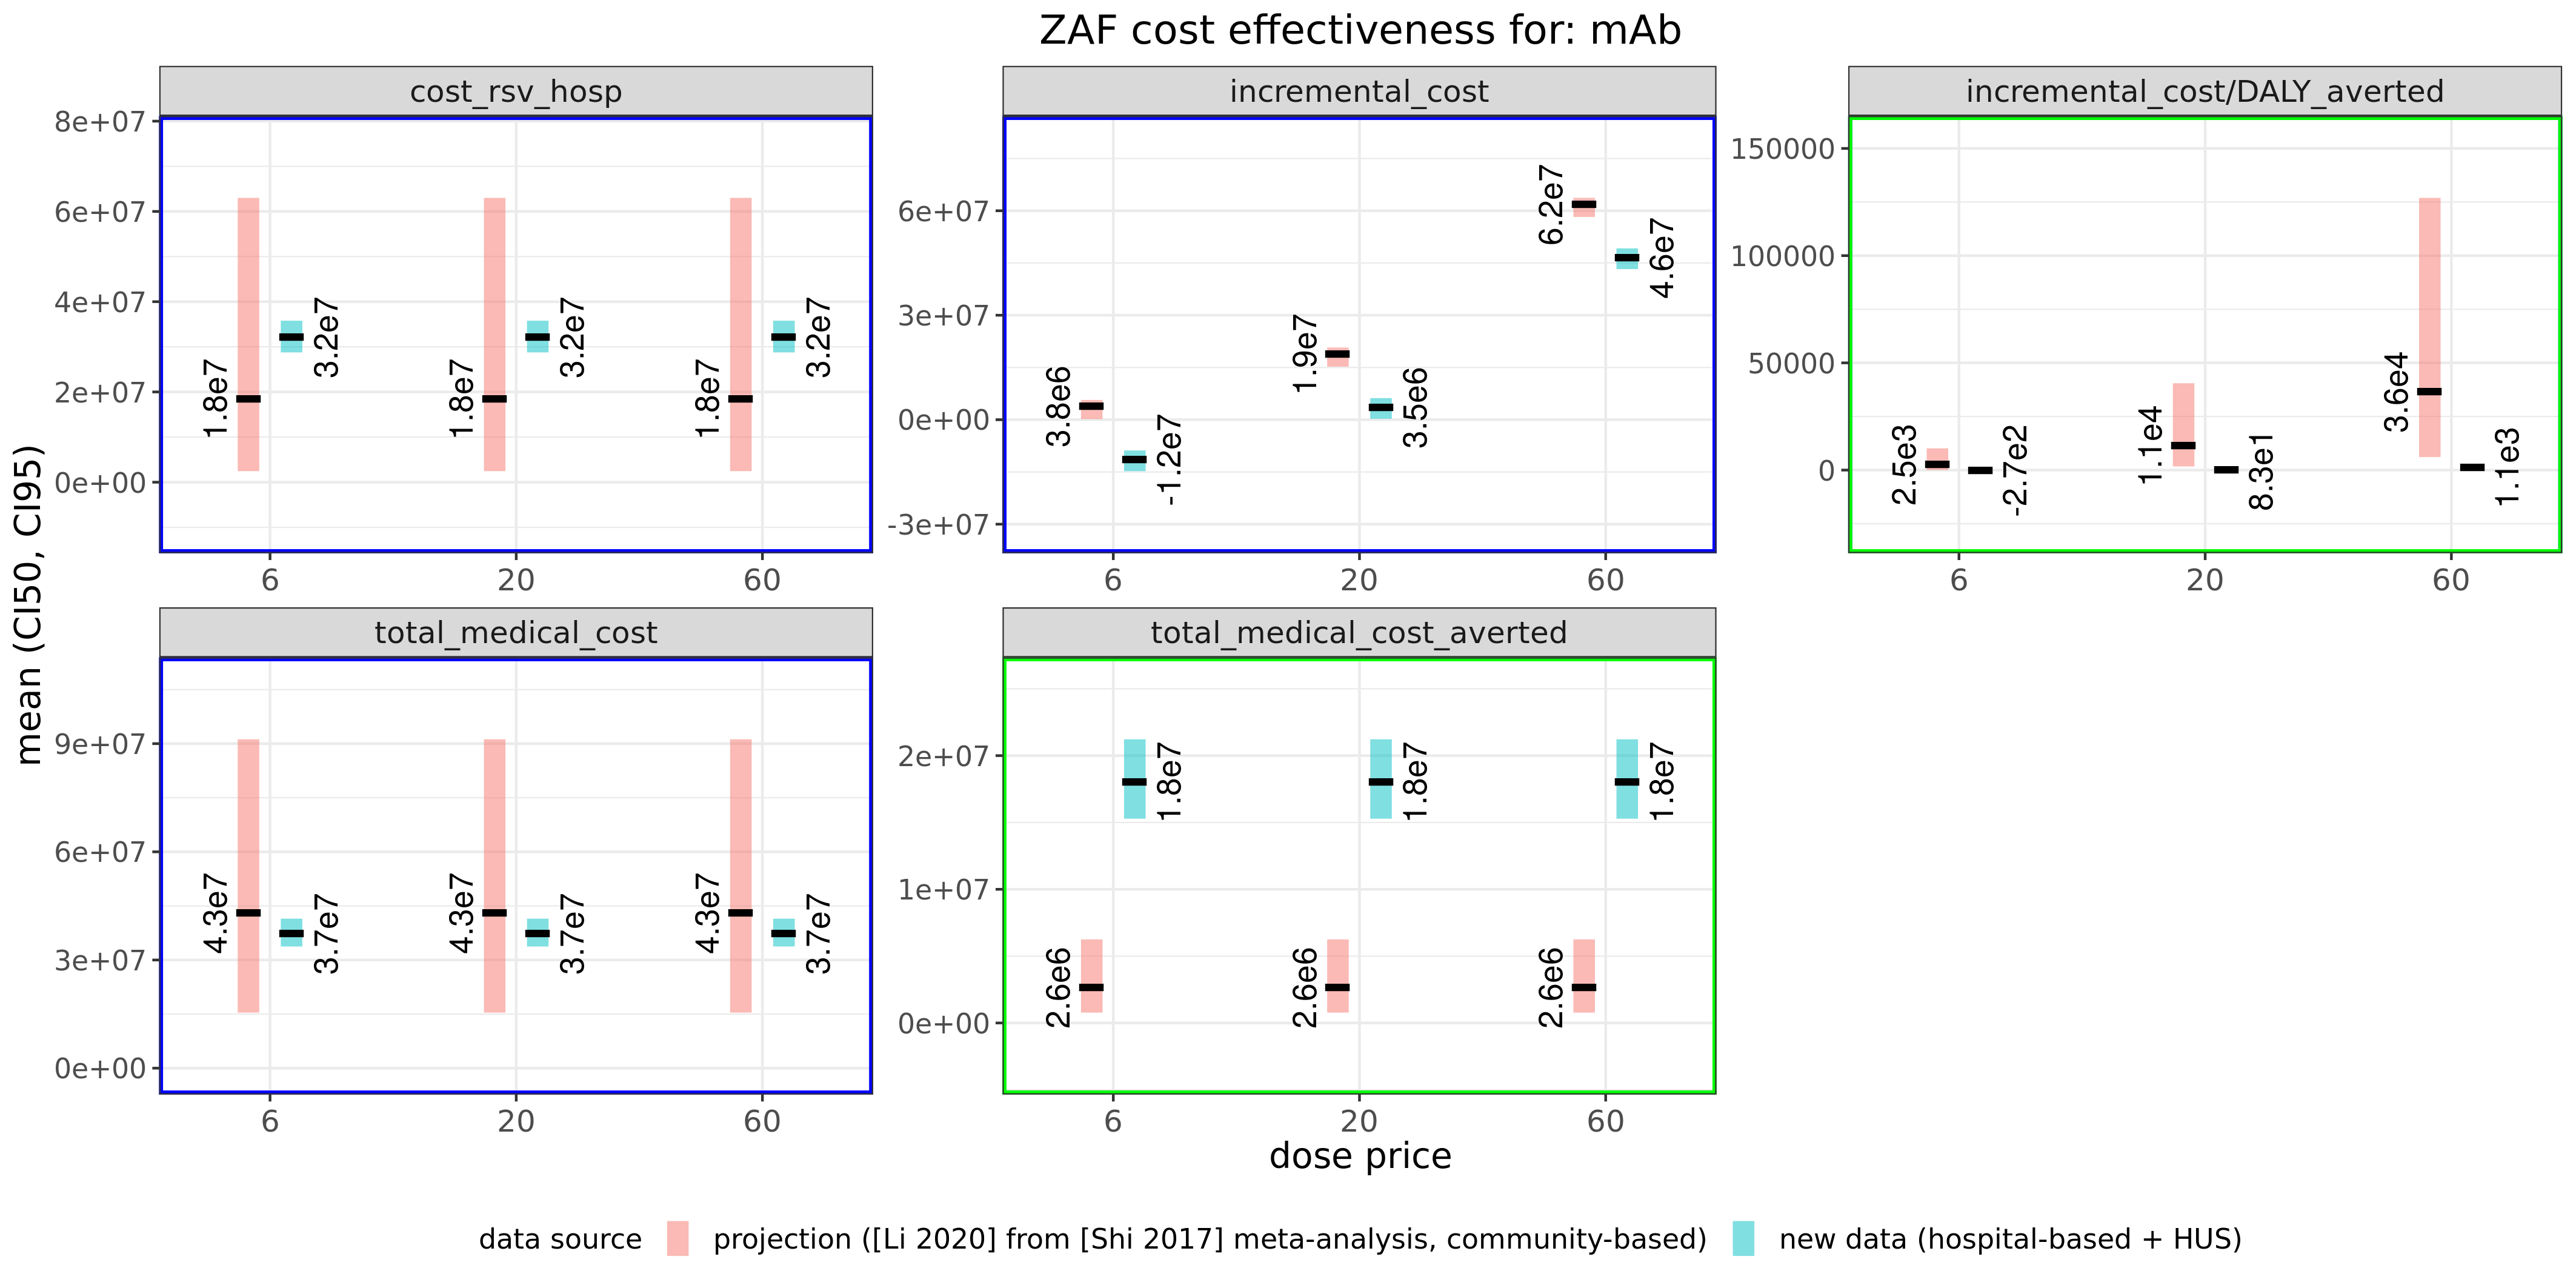 ZAF cost effectiveness for: mAb
mean (CI50, CI95)
cost_rsv_hosp
8e+07
6e+07
4e+07
2e+07
0e+00
1.8e7
3.2e7
1.8e7
3.2e7
1.8e7
3.2e7
6 20 60
incremental_cost
6e+07
3e+07
0e+00
-3e+07
3.8e6
-1.2e7
1.9e7
3.5e6
6.2e7
4.6e7
6 20 60
incremental_cost/DALY_averted
150000
100000
50000
0
2.5e3
-2.7e2
1.1e4
8.3e1
3.6e4
1.1e3
6 20 60
total_medical_cost
9e+07
6e+07
3e+07
0e+00
4.3e7
3.7e7
4.3e7
3.7e7
4.3e7
3.7e7
6 20 60
total_medical_cost_averted
2e+07
1e+07
0e+00
2.6e6
1.8e7
2.6e6
1.8e7
2.6e6
1.8e7
6 20 60
dose price
data source projection ([Li 2020] from [Shi 2017] meta-analysis, community-based) new data (hospital-based + HUS)